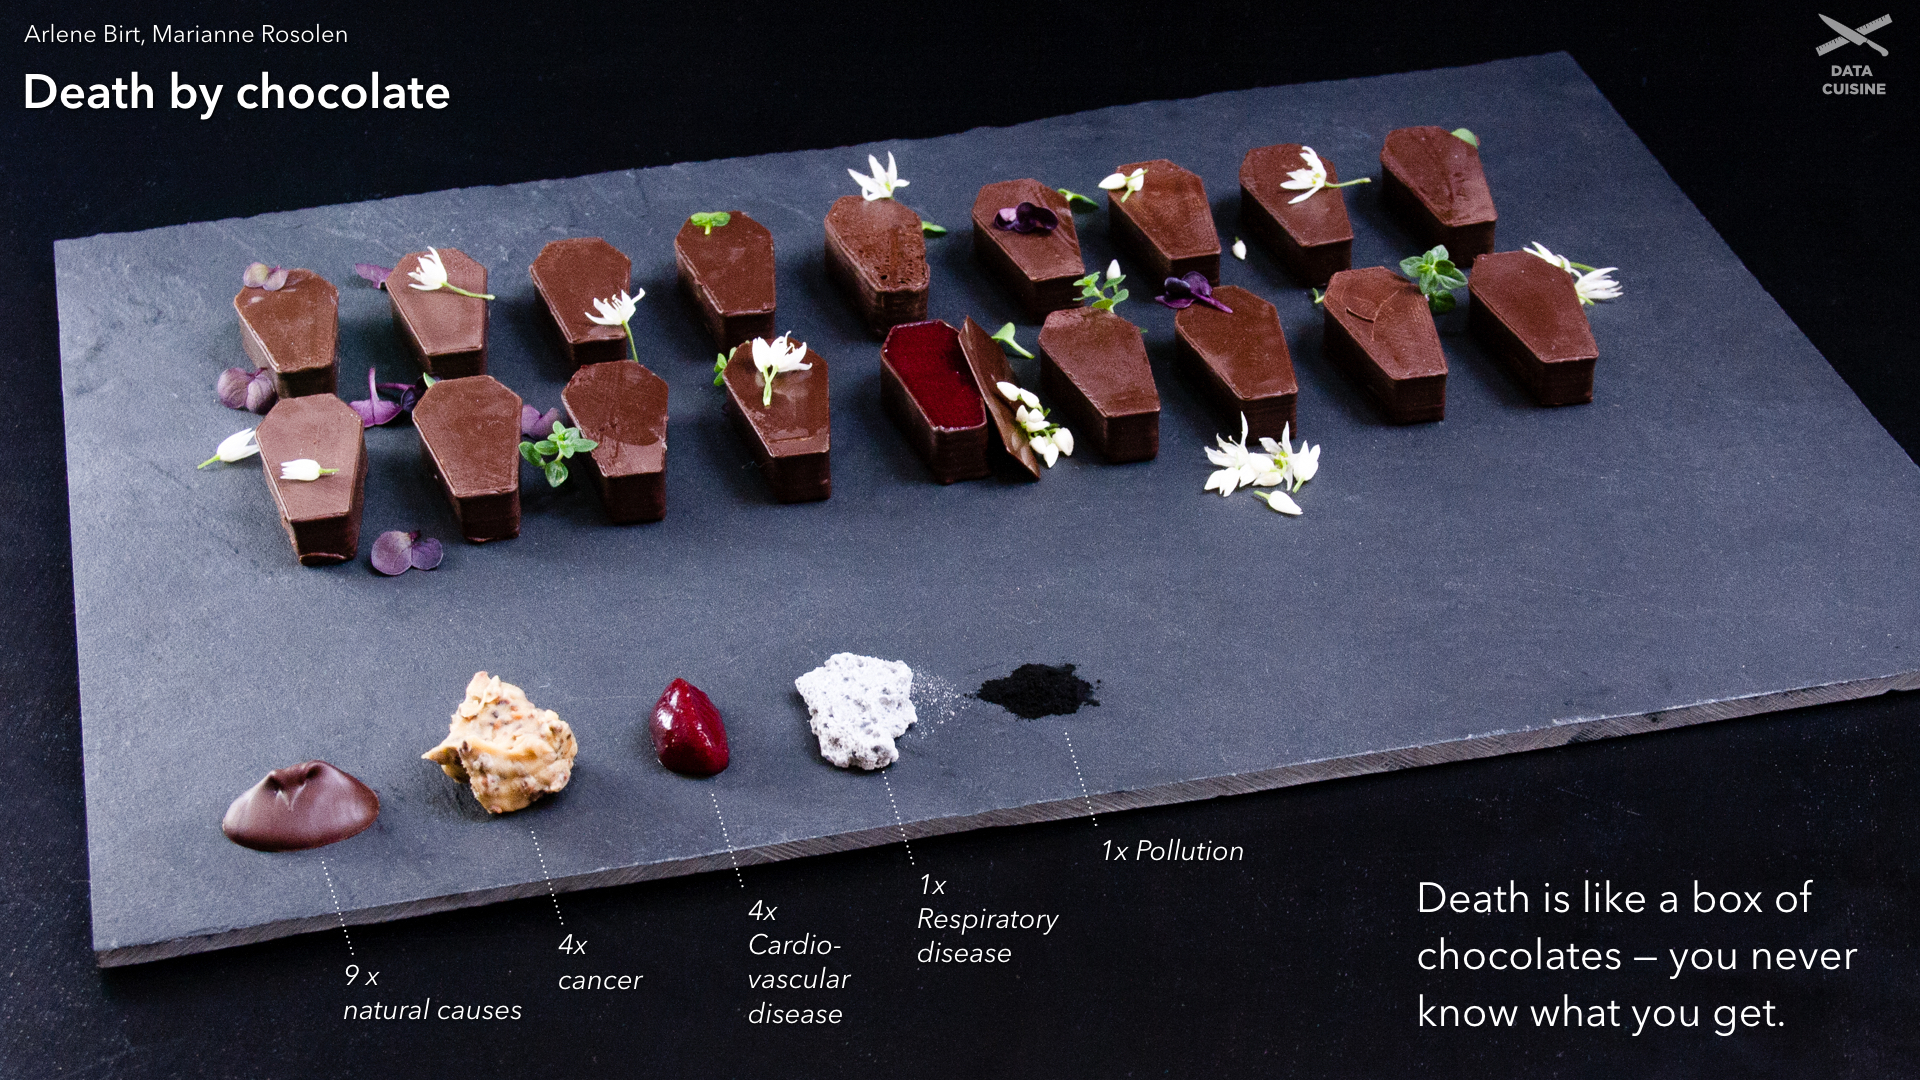 Arlene Birt, Marianne Rosolen
Death by chocolate
DATA
CUISINE
1x Pollution
1x
Respiratory
disease
4x
Cardio-
vascular
disease
4x
cancer
9 x
natural causes
Death is like a box of
chocolates – you never
know what you get.